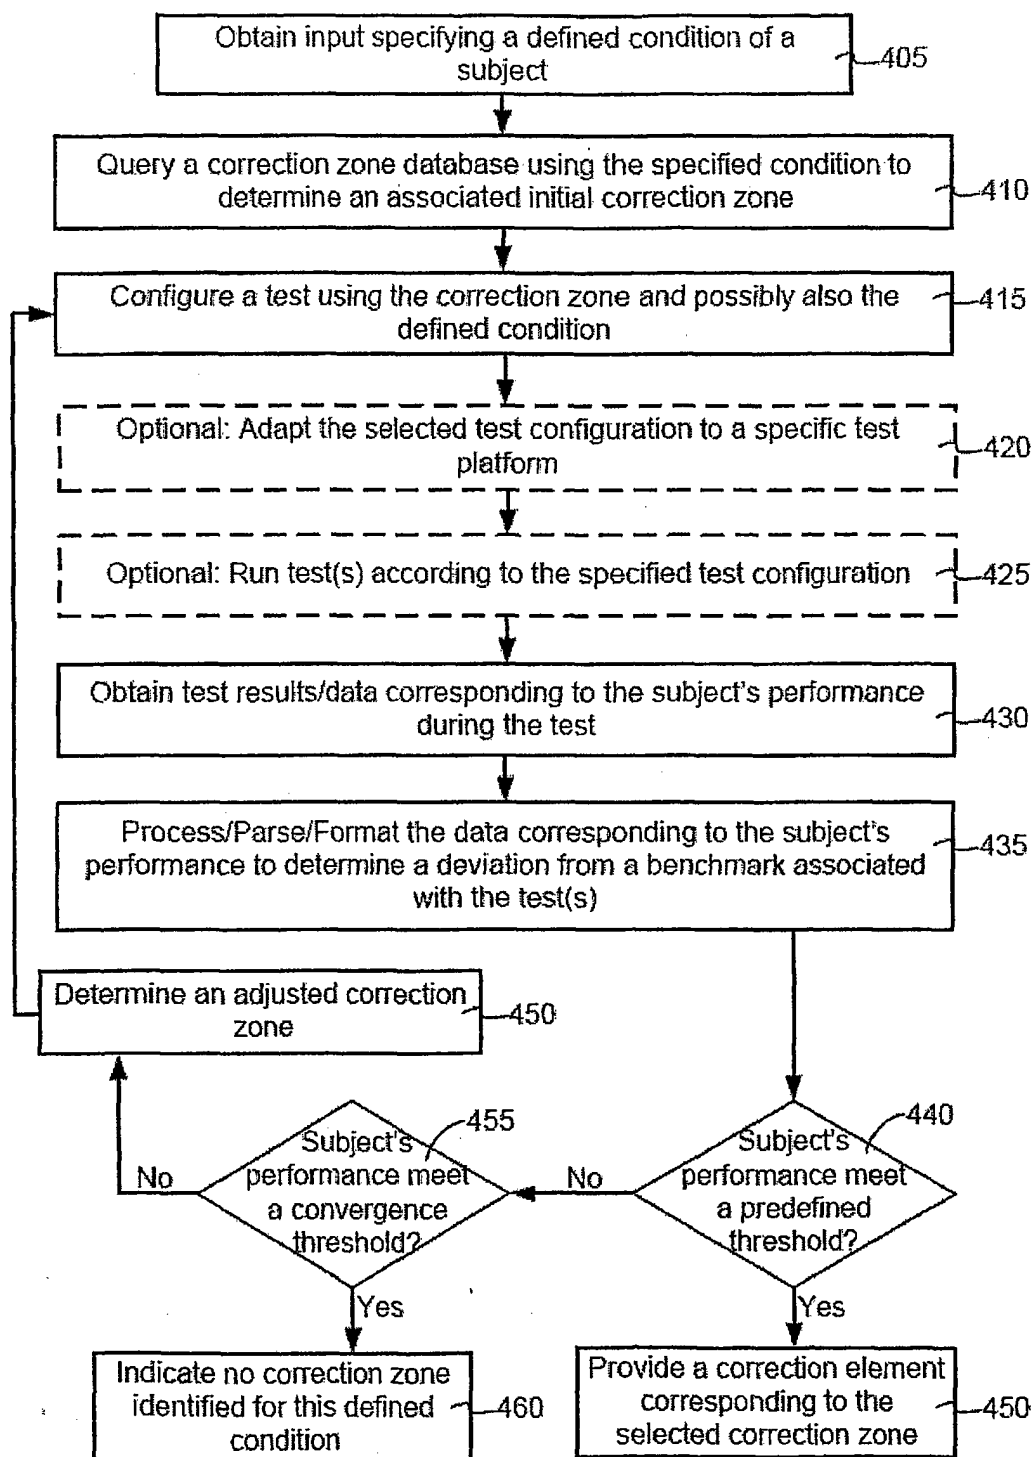 Obtain input specifying a defined condition of a
subject
405
Query a correction zone database using the specified condition to
determine an associated initial correction zone
410
Configure a test using the correction zone and possibly also the
defined condition
415
Optional: Adapt the selected test configuration to a specific test
platform
420
Optional: Run test(s) according to the specified test configuration
425
Obtain test results/data corresponding to the subject's performance
during the test
430
Process/Parse/Format the data corresponding to the subject's
performance to determine a deviation from a benchmark associated
with the test(s)
435
Determine an adjusted correction
zone
450
Subject's
performance meet
a predefined
threshold?
440
No
Subject's
performance meet
a convergence
threshold?
455
No
Yes
Yes
Indicate no correction zone
identified for this defined
condition
460
Provide a correction element
corresponding to the
selected correction zone
450